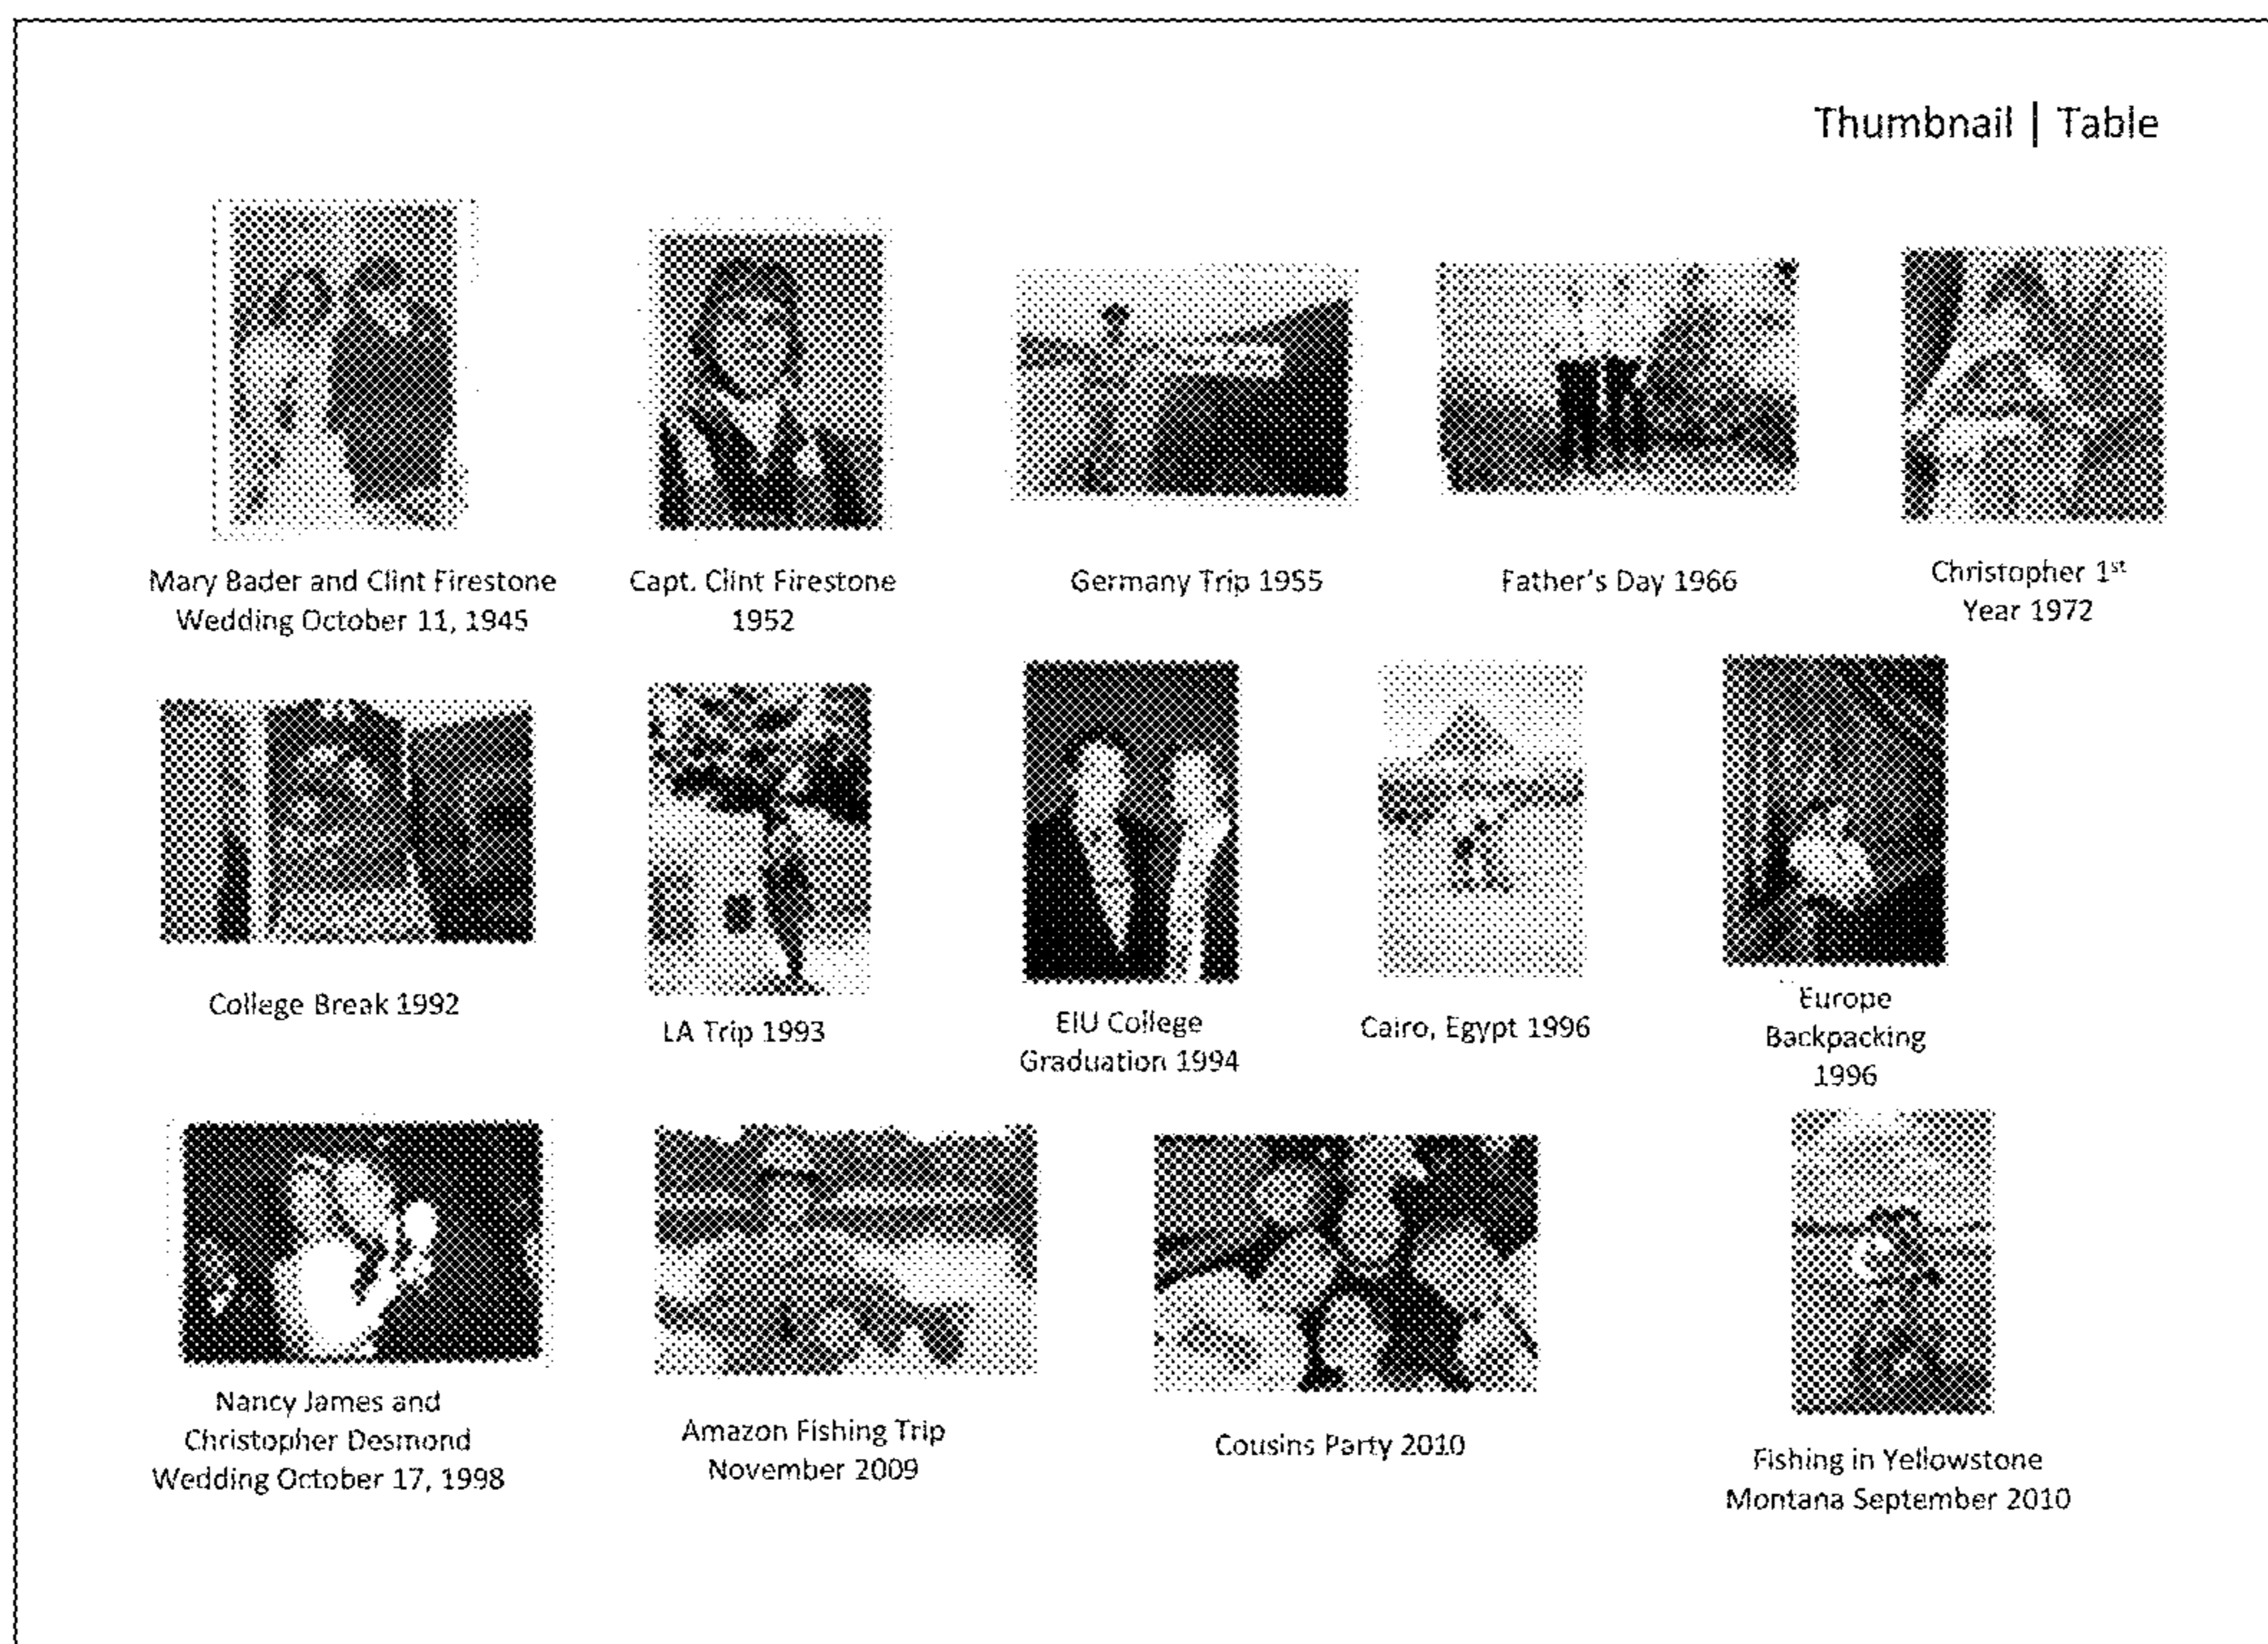 Thumbnail | Table
Mary Bader and Clint Firestone
Wedding October 11, 1945
Capt. Clint Firestone
1952
Germany Trip 1955
Father's Day 1966
Christopher 1st
Year 1972
College Break 1992
LA Trip 1993
EIU College
Graduation 1994
Cairo, Egypt 1996
Europe
Backpacking
1996
Nancy James and
Christopher Desmond
Wedding October 17, 1998
Amazon Fishing Trip
November 2009
Cousins Party 2010
Fishing in Yellowstone
Montana September 2010